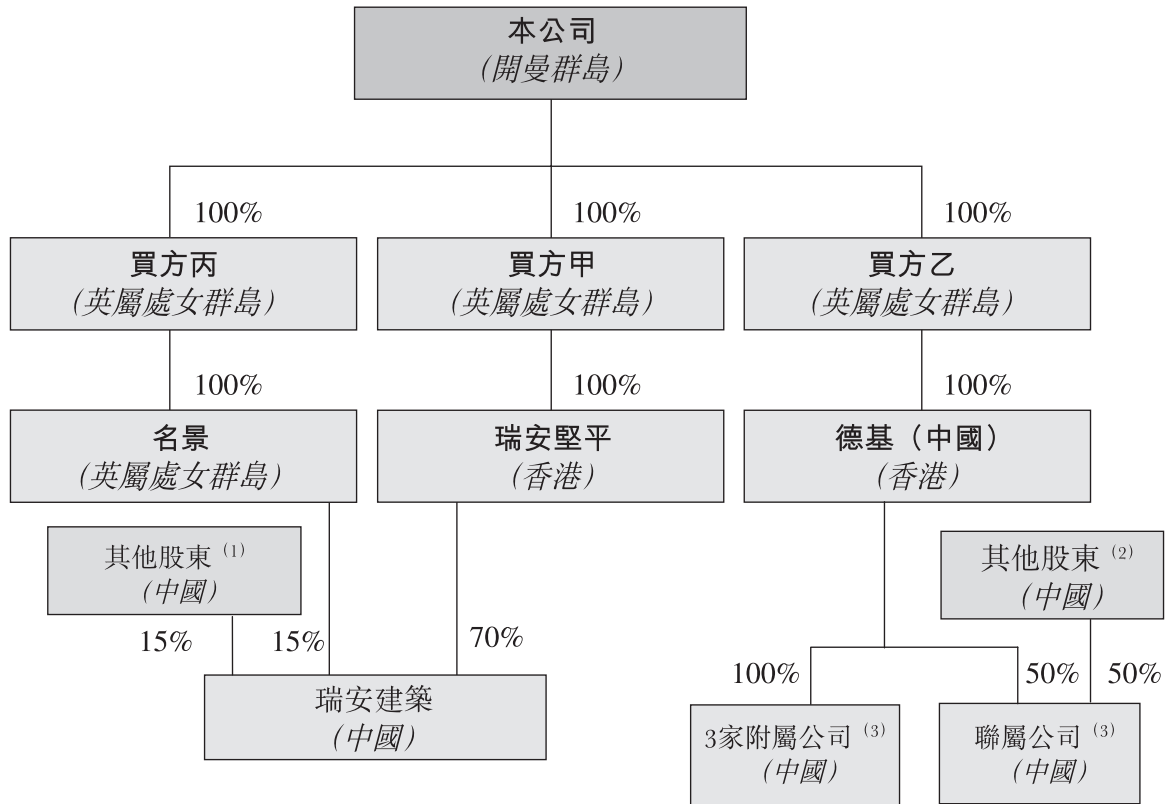 本公司
（開曼群島）
100%
100%
100%
買方丙
（英屬處女群島）
買方甲
（英屬處女群島）
買方乙
（英屬處女群島）
100%
100%
100%
名景
（英屬處女群島）
瑞安堅平
（香港）
德基（中國）
（香港）
其他股東 (1)
（中國）
其他股東 (2)
（中國）
15%
15%
70%
100%
50%
50%
瑞安建築
（中國）
3家附屬公司 (3)
（中國）
聯屬公司 (3)
（中國）